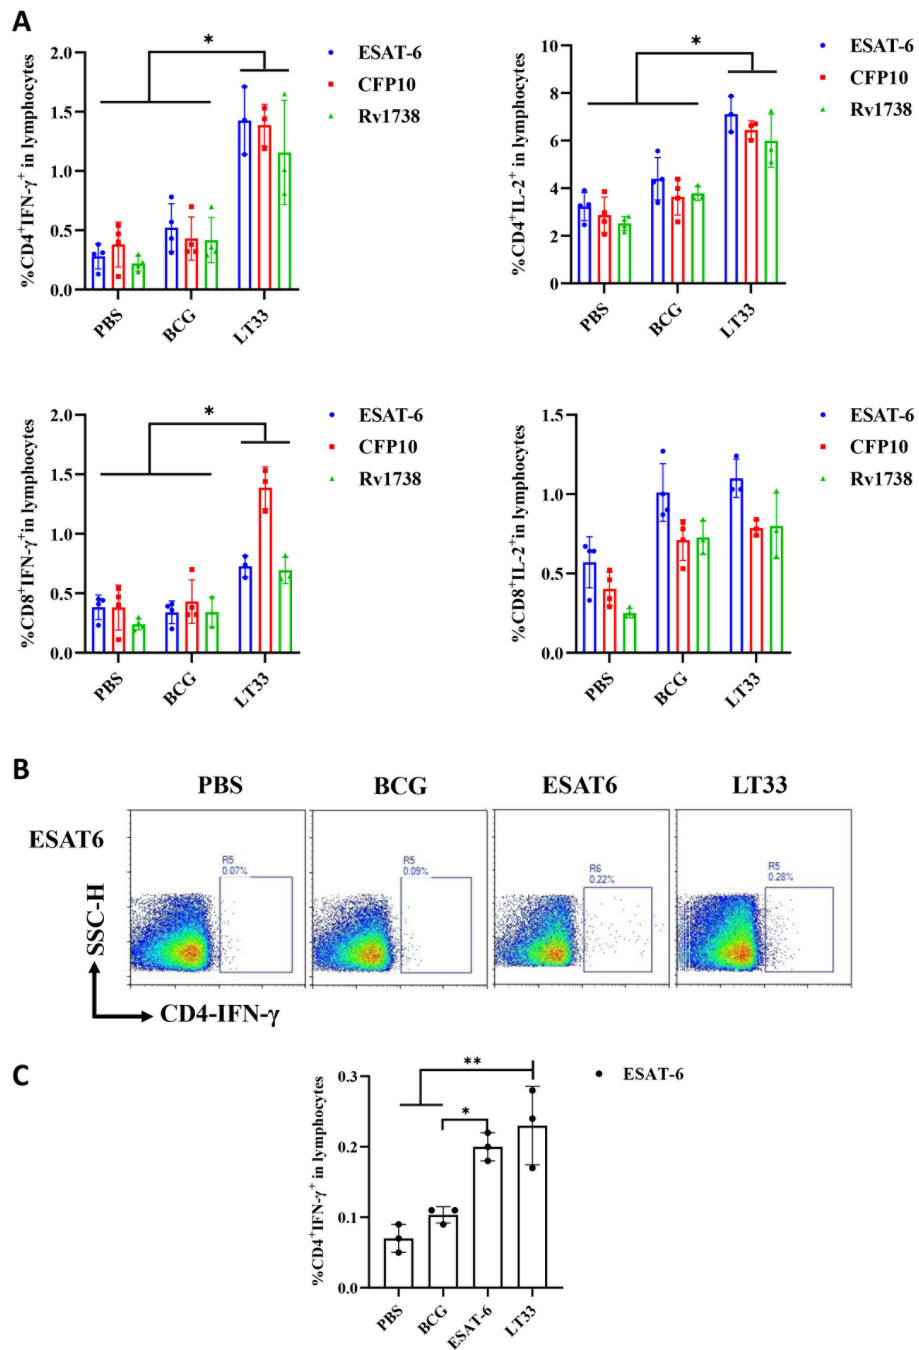 A
%CD4⁺IFN-γ⁺ in lymphocytes
2.0
1.5
1.0
0.5
0.0
*
PBS
BCG
LT33
ESAT-6
CFP10
Rv1738
%CD4⁺IL-2⁺ in lymphocytes
10
8
6
4
2
0
*
PBS
BCG
LT33
ESAT-6
CFP10
Rv1738
%CD8⁺IFN-γ⁺in lymphocytes
2.0
1.5
1.0
0.5
0.0
*
PBS
BCG
LT33
ESAT-6
CFP10
Rv1738
%CD8⁺IL-2⁺in lymphocytes
1.5
1.0
0.5
0.0
PBS
BCG
LT33
ESAT-6
CFP10
Rv1738
B
PBS BCG ESAT6 LT33
ESAT6
SSC-H
R5
0.07%
R5
0.09%
R6
0.22%
R5
0.28%
CD4-IFN-γ
C
%CD4⁺IFN-γ⁺ in lymphocytes
0.3
0.2
0.1
0.0
**
*
PBS
BCG
ESAT-6
LT33
ESAT-6